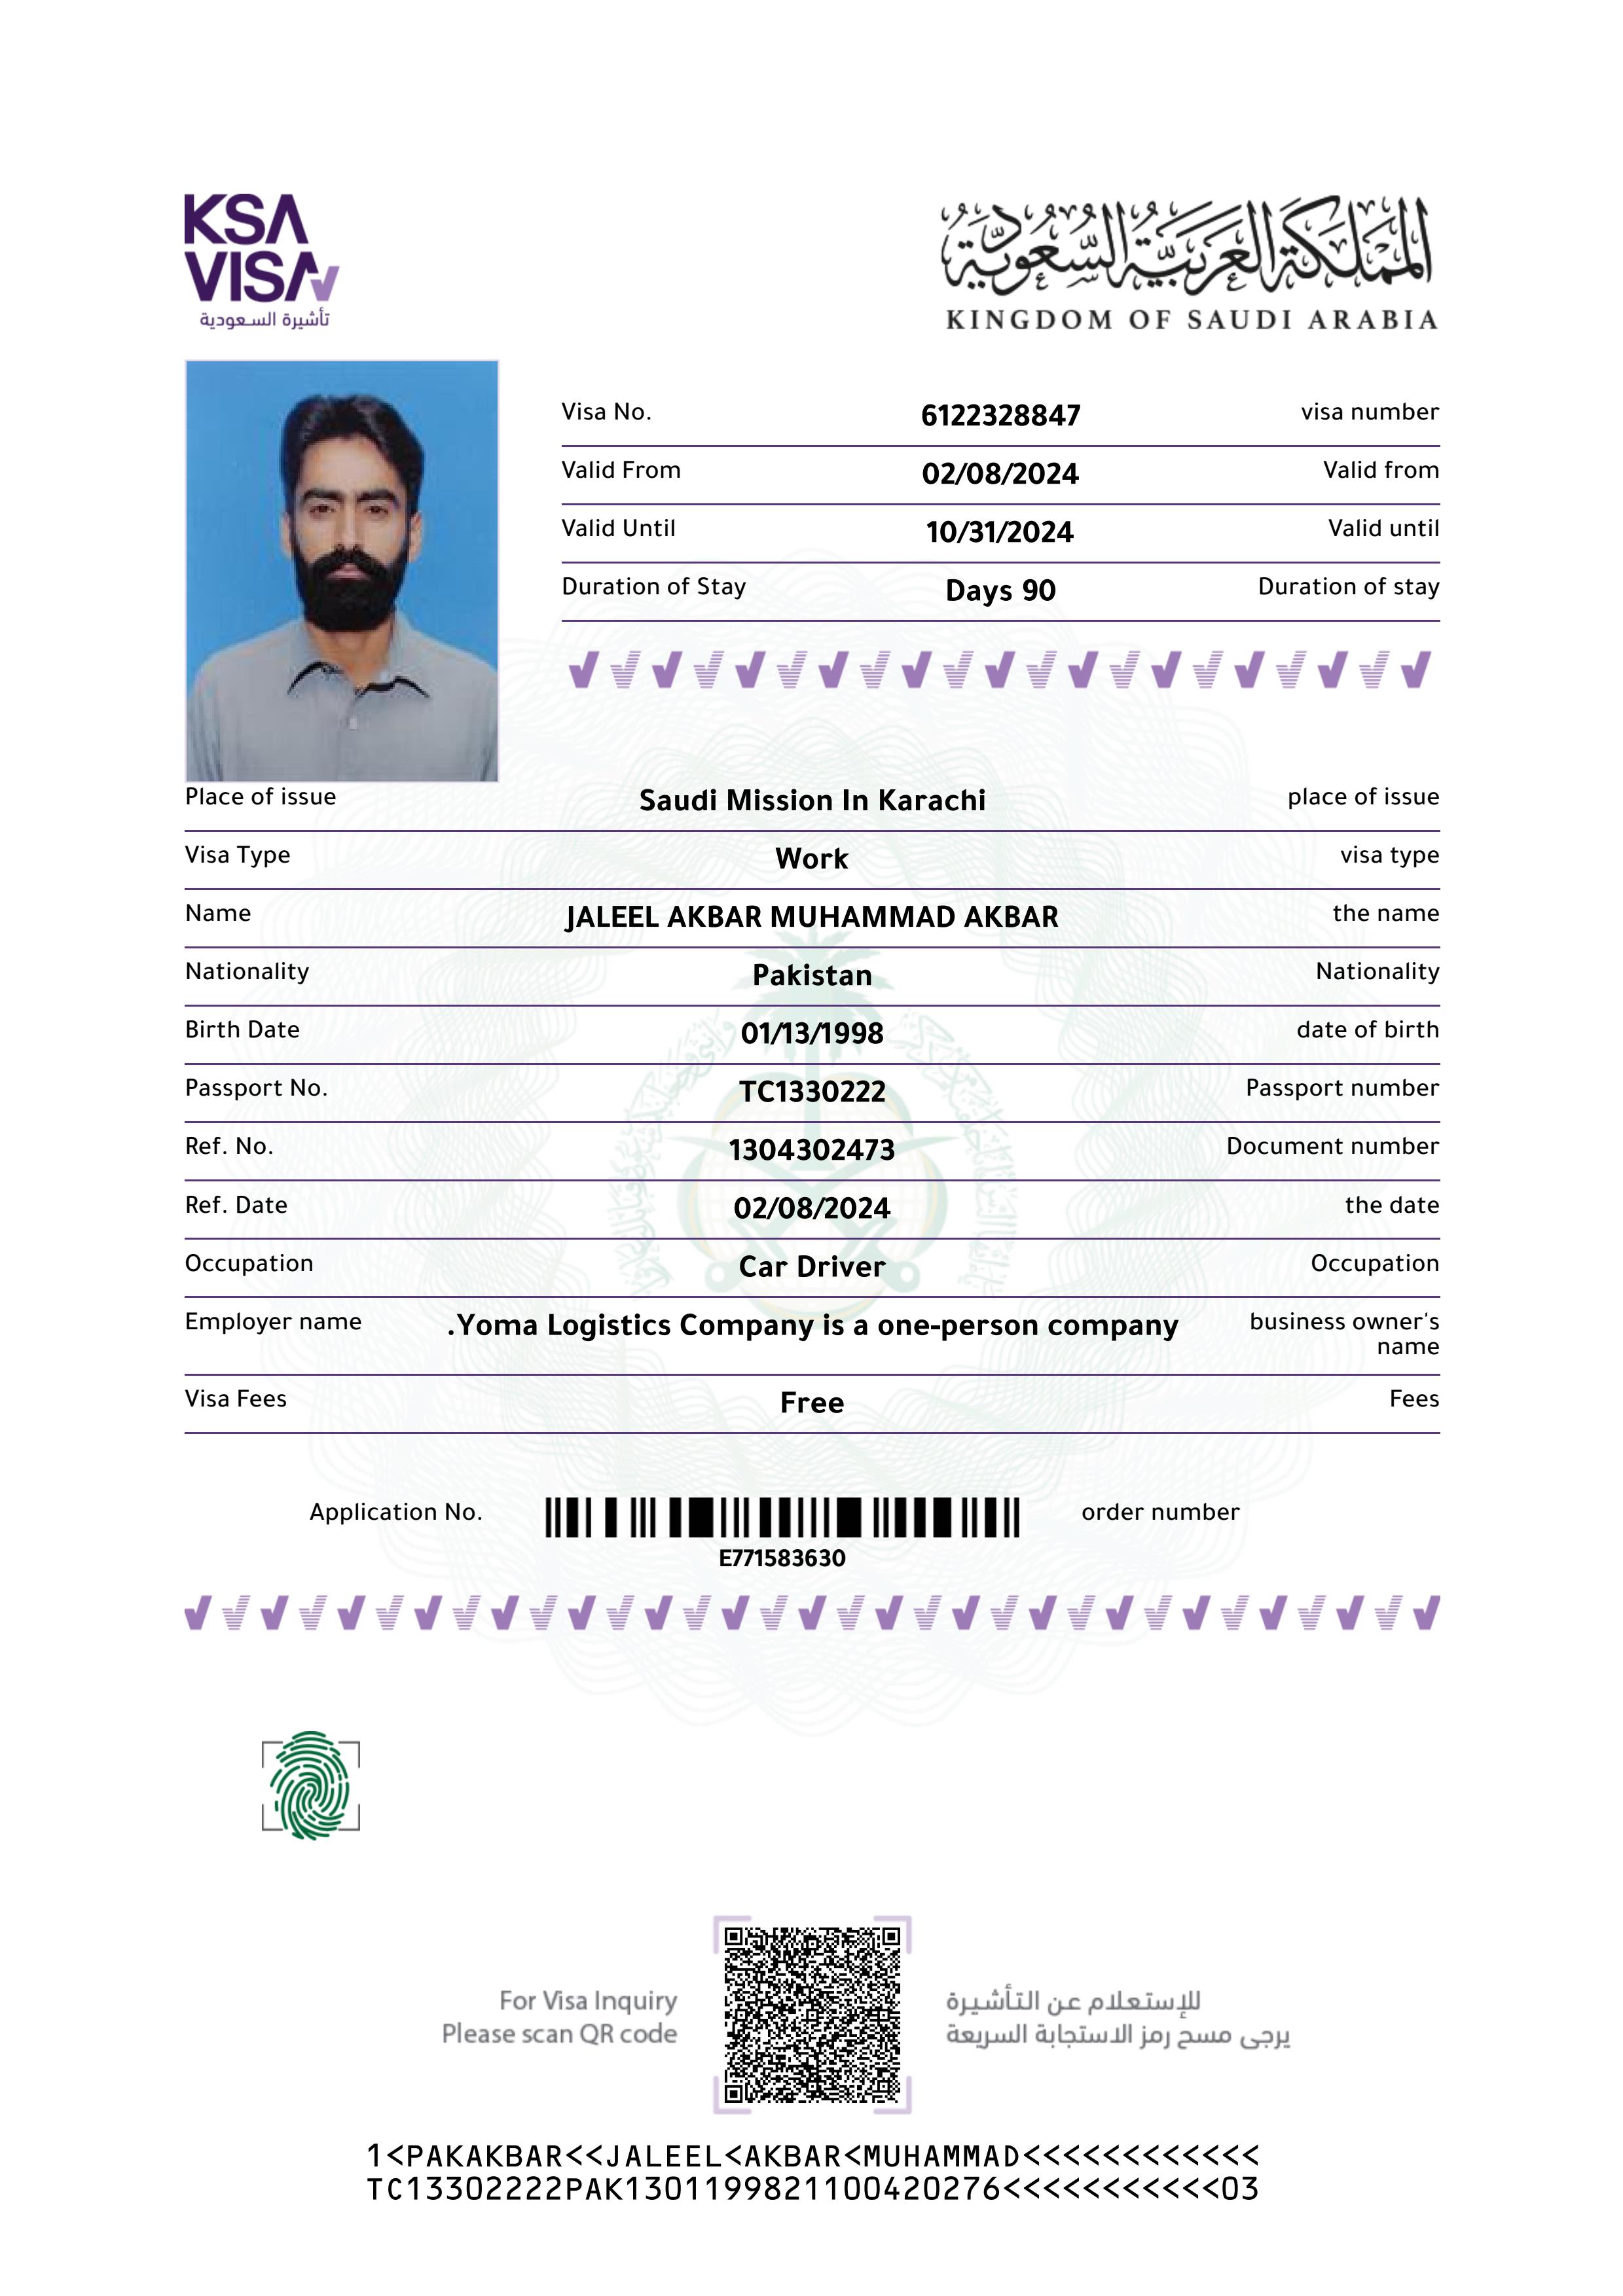 KSA
VISA
تأشيرة السعودية
المملكة العربية السعودية
KINGDOM OF SAUDI ARABIA
Visa No. 6122328847 visa number
Valid From 02/08/2024 Valid from
Valid Until 10/31/2024 Valid until
Duration of Stay Days 90 Duration of stay
Place of issue Saudi Mission In Karachi place of issue
Visa Type Work visa type
Name JALEEL AKBAR MUHAMMAD AKBAR the name
Nationality Pakistan Nationality
Birth Date 01/13/1998 date of birth
Passport No. TC1330222 Passport number
Ref. No. 1304302473 Document number
Ref. Date 02/08/2024 the date
Occupation Car Driver Occupation
Employer name .Yoma Logistics Company is a one-person company business owner's
name
Visa Fees Free Fees
Application No. order number
E771583630
For Visa Inquiry للإستعلام عن التأشيرة
Please scan QR code يرجى مسح رمز الاستجابة السريعة
1<PAKAKBAR<<JALEEL<AKBAR<MUHAMMAD<<<<<<<<<<<<
TC13302222PAK13011998211004​20276<<<<<<<<<<<03